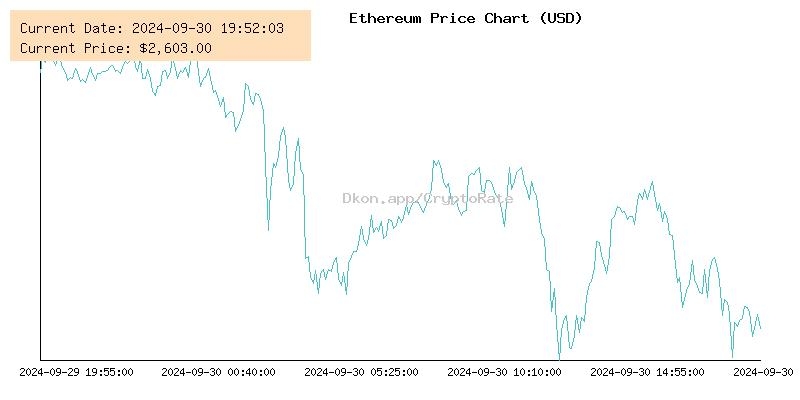 Ethereum Price Chart (USD)
Current Date: 2024-09-30 19:52:03
Current Price: $2,603.00
Dkon.app/CryptoRate
2024-09-29 19:55:00 2024-09-30 00:40:00 2024-09-30 05:25:00 2024-09-30 10:10:00 2024-09-30 14:55:00 2024-09-30